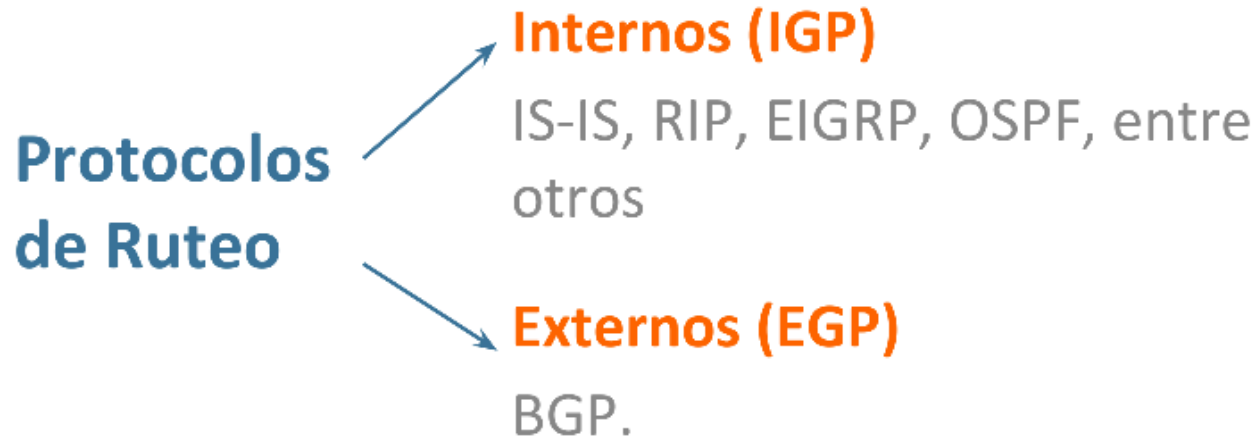 Protocolos
de Ruteo
Internos (IGP)
IS-IS, RIP, EIGRP, OSPF, entre
otros
Externos (EGP)
BGP.